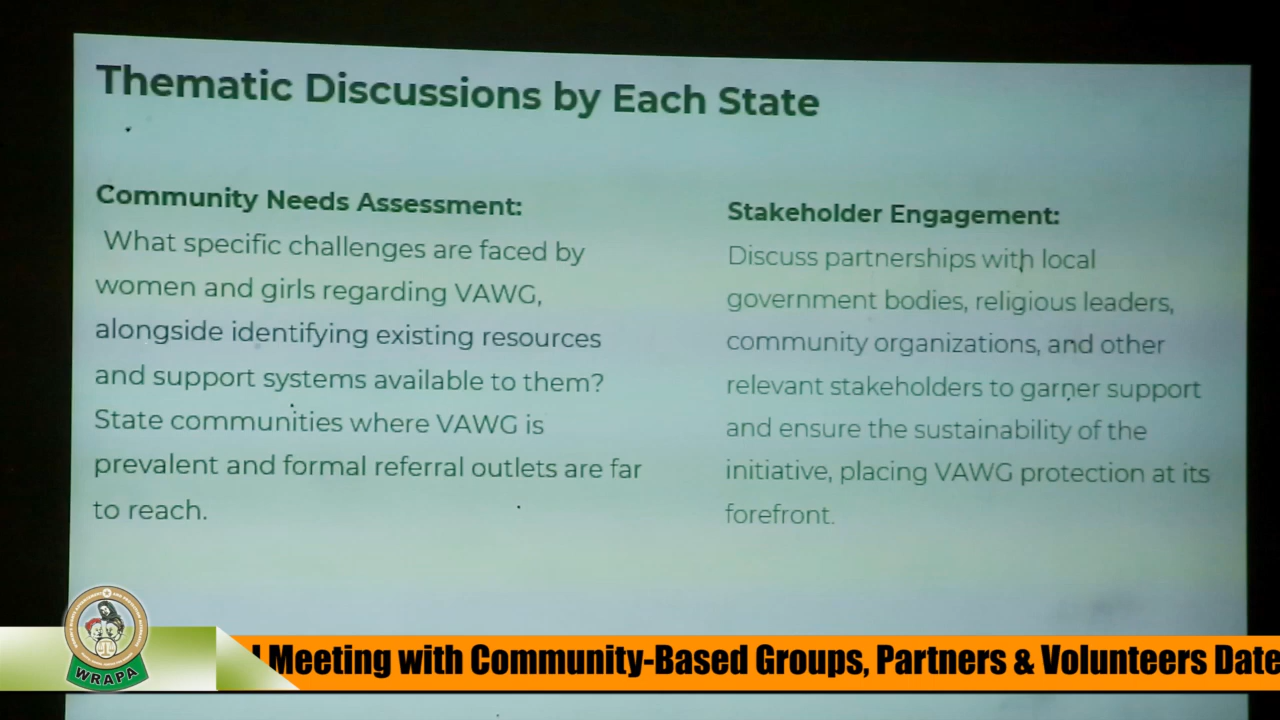 Thematic Discussions by Each State
Community Needs Assessment:
What specific challenges are faced by
women and girls regarding VAWG,
alongside identifying existing resources
and support systems available to them?
State communities where VAWG is
prevalent and formal referral outlets are far
to reach.
Stakeholder Engagement:
Discuss partnerships with local
government bodies, religious leaders,
community organizations, and other
relevant stakeholders to garner support
and ensure the sustainability of the
initiative, placing VAWG protection at its
forefront.
WRAPA
Meeting with Community-Based Groups, Partners & Volunteers Date